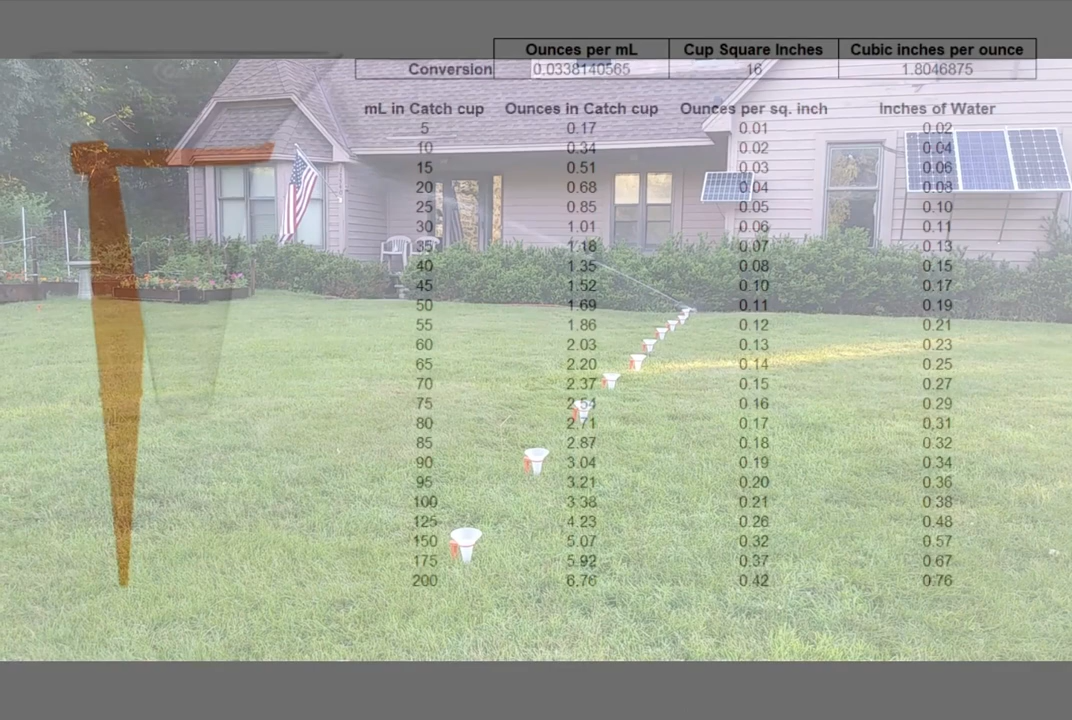 Ounces per mL Cup Square Inches Cubic inches per ounce
Conversion 0.0338140565 16 1.8046875
mL in Catch cup Ounces in Catch cup Ounces per sq. inch Inches of Water
5 0.17 0.01 0.02
10 0.34 0.02 0.04
15 0.51 0.03 0.06
20 0.68 0.04 0.08
25 0.85 0.05 0.10
30 1.01 0.06 0.11
35 1.18 0.07 0.13
40 1.35 0.08 0.15
45 1.52 0.10 0.17
50 1.69 0.11 0.19
55 1.86 0.12 0.21
60 2.03 0.13 0.23
65 2.20 0.14 0.25
70 2.37 0.15 0.27
75 2.54 0.16 0.29
80 2.71 0.17 0.31
85 2.87 0.18 0.32
90 3.04 0.19 0.34
95 3.21 0.20 0.36
100 3.38 0.21 0.38
125 4.23 0.26 0.48
150 5.07 0.32 0.57
175 5.92 0.37 0.67
200 6.76 0.42 0.76